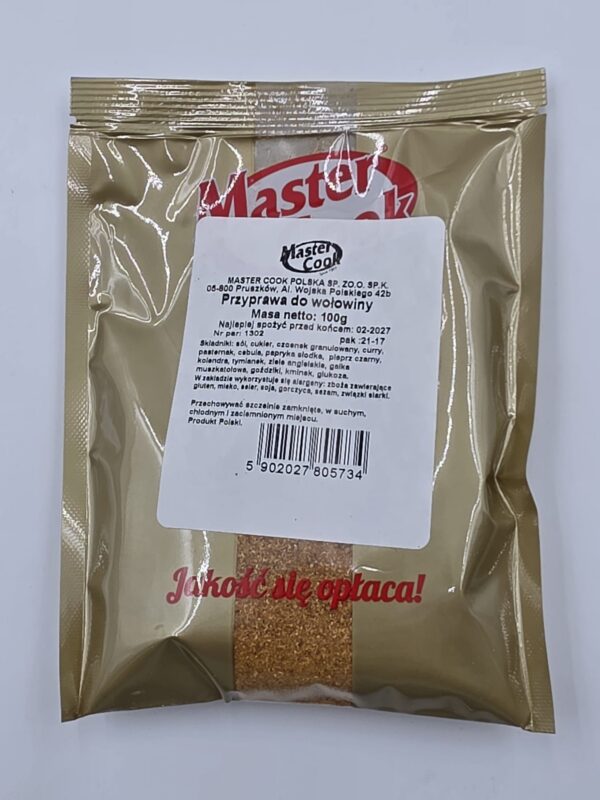 Master
Cook
Master
Cook
MASTER COOK POLSKA SP. ZO.O. SP.K.
05-800 Pruszków, Al. Wojska Polskiego 42b
Przyprawa do wołowiny
Masa netto: 100g
Najlepiej spożyć przed końcem: 02-2027
Nr par: 1302 pak :21-17
Składniki: sól, cukier, czosnek granulowany, curry,
pasternak, cebula, papryka słodka, pieprz czarny,
kolendra, tymianek, ziele angielskie, gałka
muszkatołowa, goździki, kminek, glukoza.
W zakładzie wykorzystuje się alergeny: zboża zawierające
gluten, mleko, seler, soja, gorczyca, sezam, związki siarki.
Przechowywać szczelnie zamknięte, w suchym,
chłodnym i zaciemnionym miejscu.
Produkt Polski.
5 902027 805734
Jakość się opłaca!